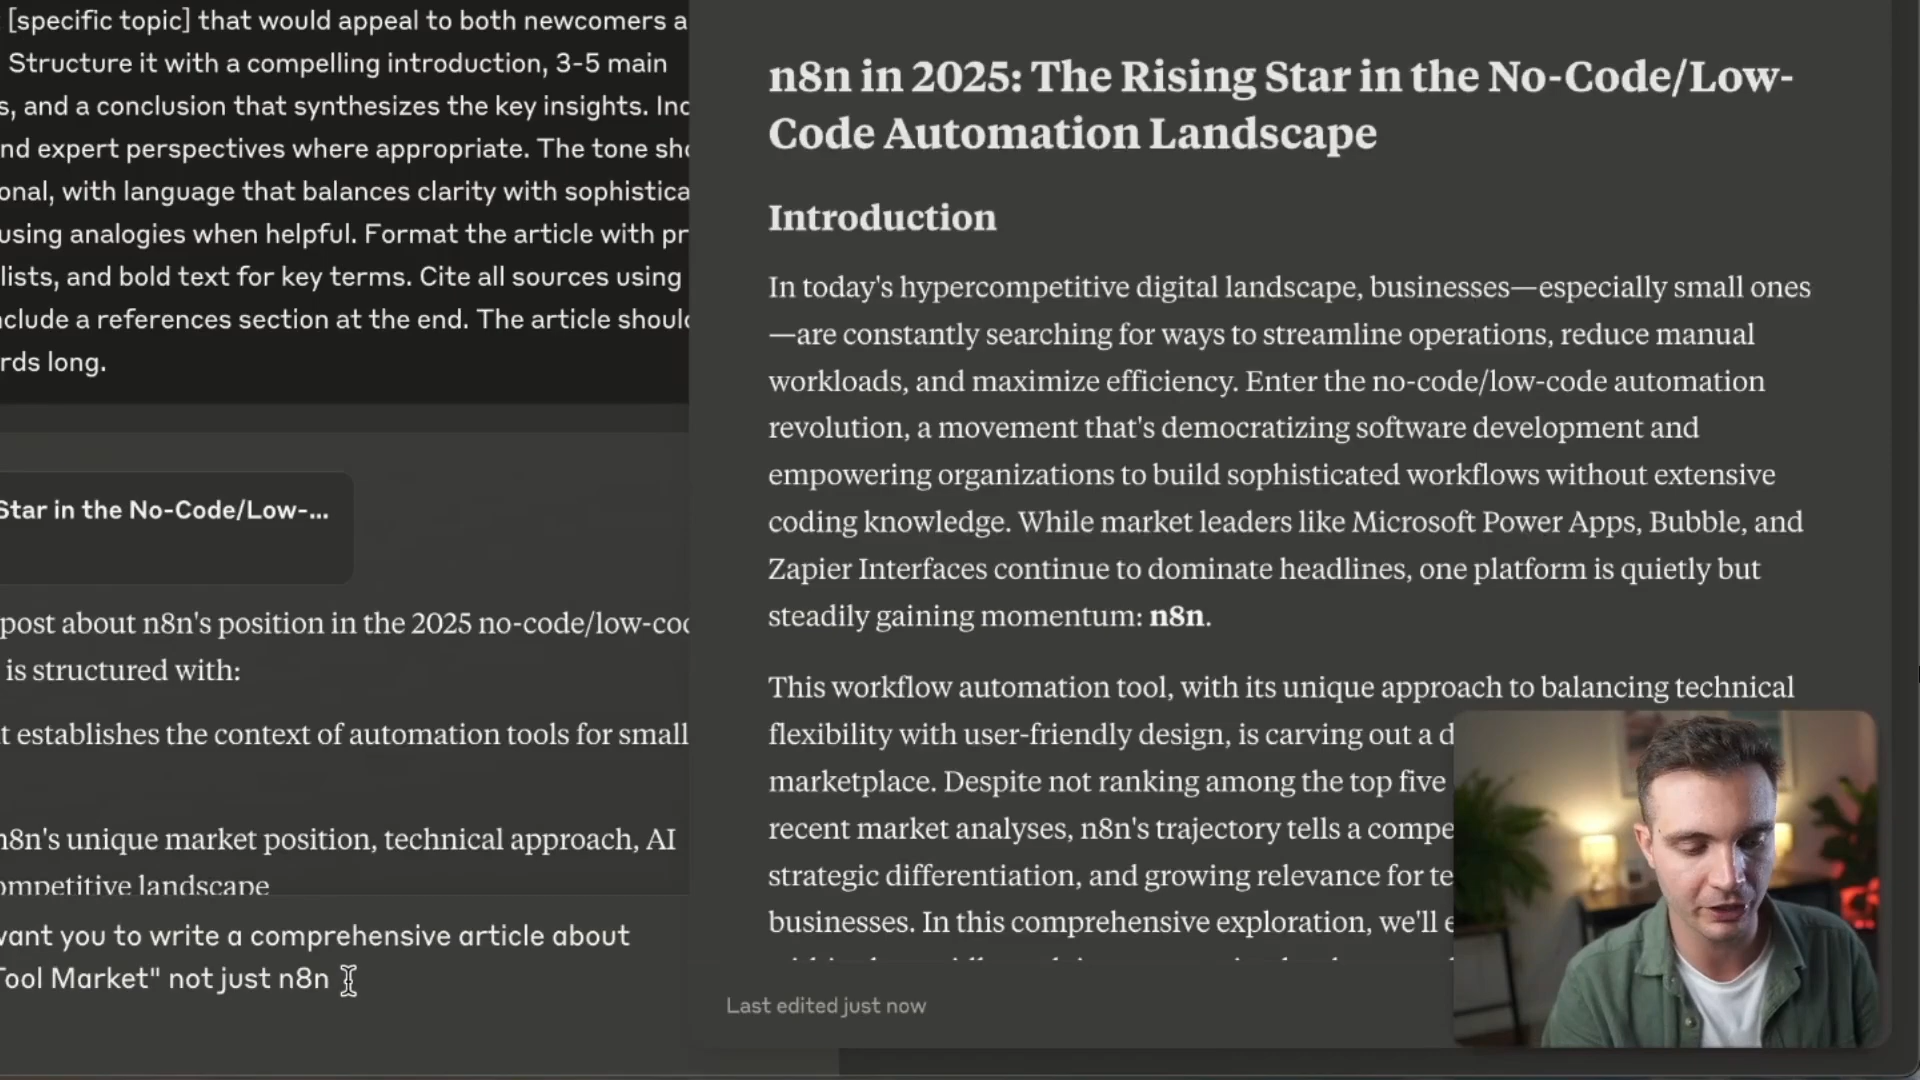 [specific topic] that would appeal to both newcomers a
Structure it with a compelling introduction, 3-5 main
s, and a conclusion that synthesizes the key insights. Inc
nd expert perspectives where appropriate. The tone sho
onal, with language that balances clarity with sophistica
using analogies when helpful. Format the article with pr
lists, and bold text for key terms. Cite all sources using
nclude a references section at the end. The article shoul
rds long.
Star in the No-Code/Low-...
post about n8n's position in the 2025 no-code/low-cod
is structured with:
t establishes the context of automation tools for small
n8n's unique market position, technical approach, AI
ompetitive landscape
want you to write a comprehensive article about
Tool Market" not just n8n
n8n in 2025: The Rising Star in the No-Code/Low-
Code Automation Landscape
Introduction
In today's hypercompetitive digital landscape, businesses—especially small ones
—are constantly searching for ways to streamline operations, reduce manual
workloads, and maximize efficiency. Enter the no-code/low-code automation
revolution, a movement that's democratizing software development and
empowering organizations to build sophisticated workflows without extensive
coding knowledge. While market leaders like Microsoft Power Apps, Bubble, and
Zapier Interfaces continue to dominate headlines, one platform is quietly but
steadily gaining momentum: n8n.
This workflow automation tool, with its unique approach to balancing technical
flexibility with user-friendly design, is carving out a d
marketplace. Despite not ranking among the top five
recent market analyses, n8n's trajectory tells a compe
strategic differentiation, and growing relevance for te
businesses. In this comprehensive exploration, we'll e
Last edited just now